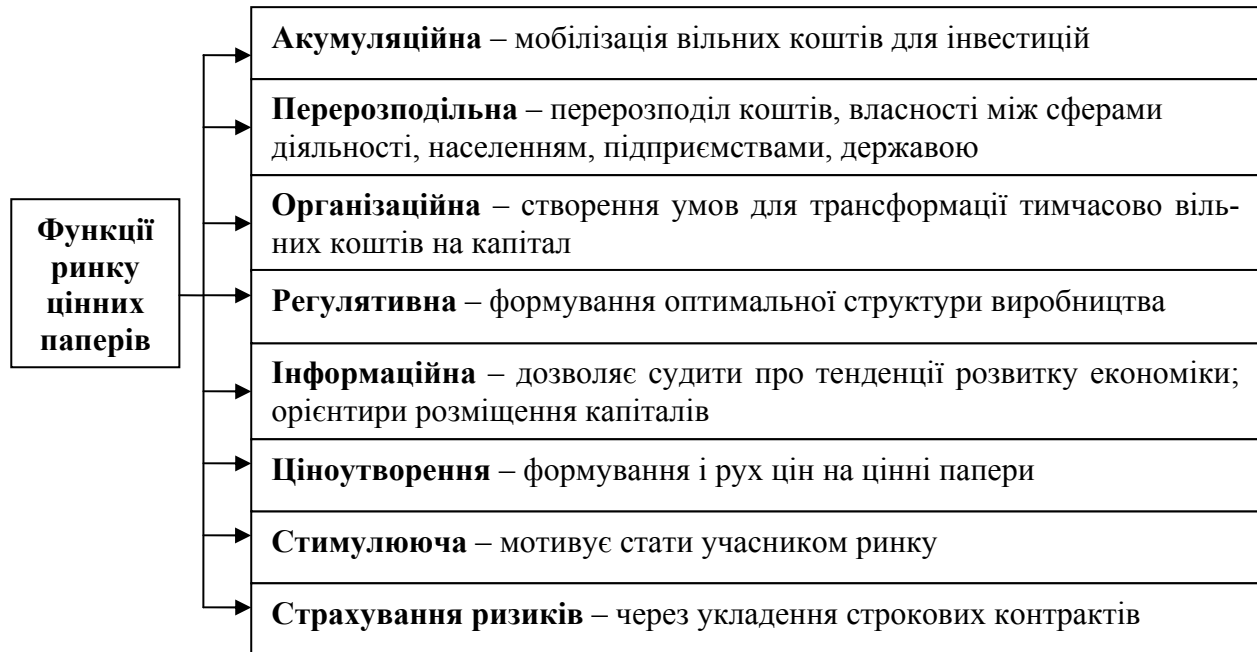 Функції
ринку
цінних
паперів
Акумуляційна – мобілізація вільних коштів для інвестицій
Перерозподільна – перерозподіл коштів, власності між сферами
діяльності, населенням, підприємствами, державою
Організаційна – створення умов для трансформації тимчасово віль-
них коштів на капітал
Регулятивна – формування оптимальної структури виробництва
Інформаційна – дозволяє судити про тенденції розвитку економіки;
орієнтири розміщення капіталів
Ціноутворення – формування і рух цін на цінні папери
Стимулююча – мотивує стати учасником ринку
Страхування ризиків – через укладення строкових контрактів